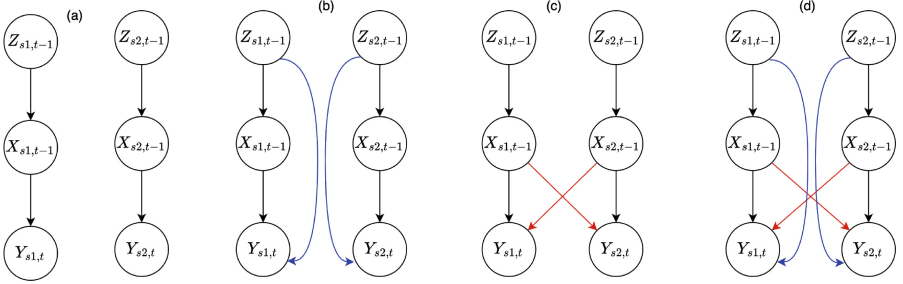 (a) (b) (c) (d)
Z_{s1,t−1} Z_{s2,t−1} Z_{s1,t−1} Z_{s2,t−1} Z_{s1,t−1} Z_{s2,t−1} Z_{s1,t−1} Z_{s2,t−1}
X_{s1,t−1} X_{s2,t−1} X_{s1,t−1} X_{s2,t−1} X_{s1,t−1} X_{s2,t−1} X_{s1,t−1} X_{s2,t−1}
Y_{s1,t} Y_{s2,t} Y_{s1,t} Y_{s2,t} Y_{s1,t} Y_{s2,t} Y_{s1,t} Y_{s2,t}